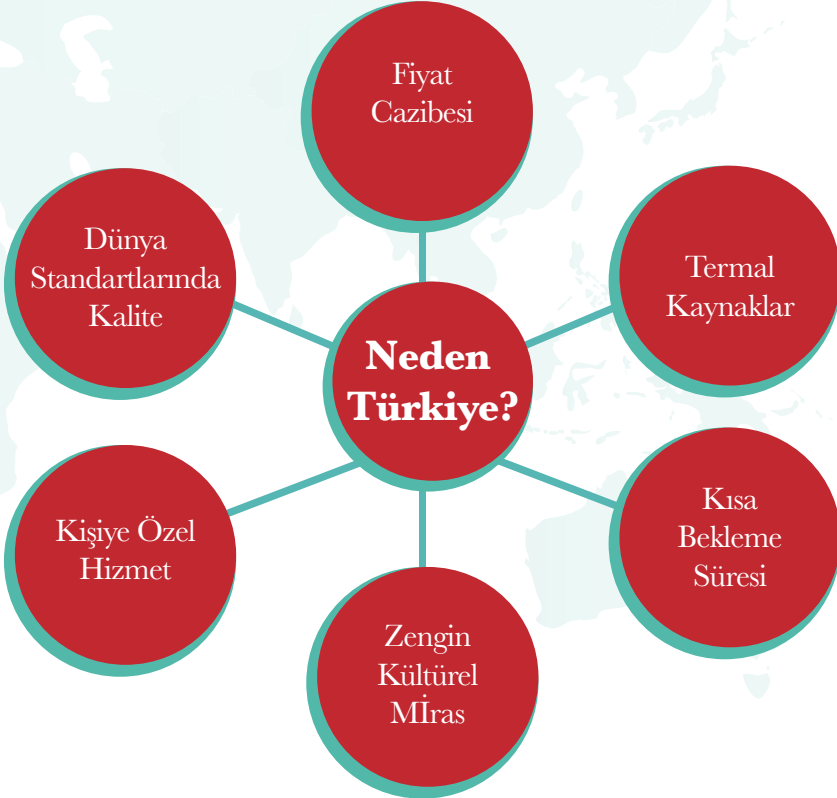 Fiyat
Cazibesi
Dünya
Standartlarında
Kalite
Termal
Kaynaklar
Neden
Türkiye?
Kişiye Özel
Hizmet
Kısa
Bekleme
Süresi
Zengin
Kültürel
Mİras